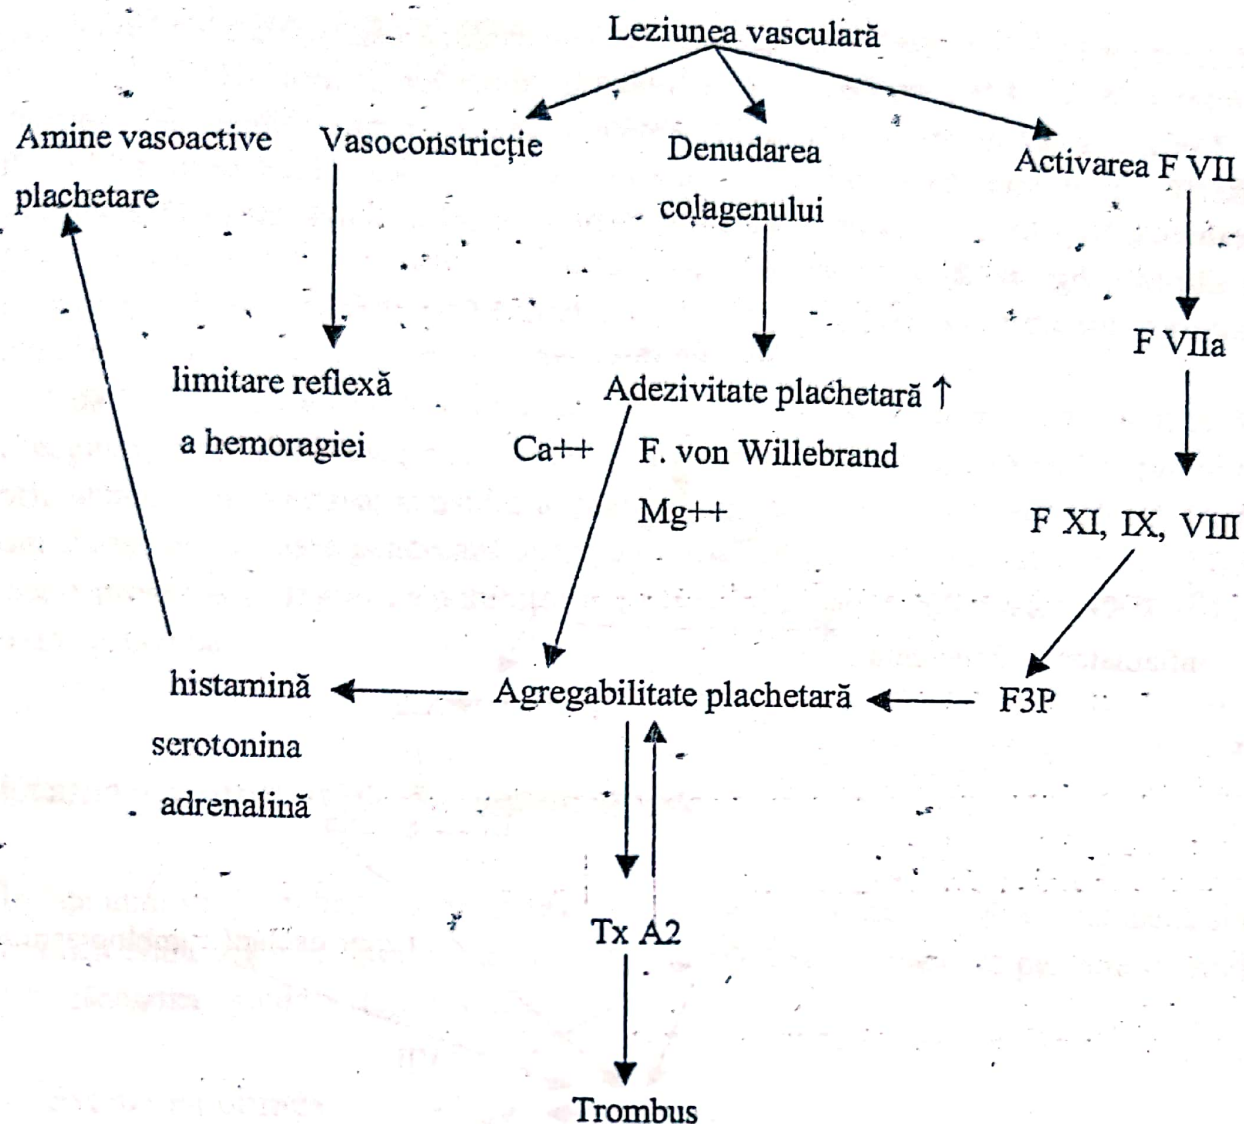 Leziunea vasculară
Amine vasoactive
plachetare
Vasoconstricție
Denudarea
colagenului
Activarea F VII
F VIIa
limitare reflexă
a hemoragiei
Adezivitate plachetară ↑
Ca++
F. von Willebrand
Mg++
F XI, IX, VIII
histamină
serotonina
adrenalină
Agregabilitate plachetară
F3P
Tx A2
Trombus